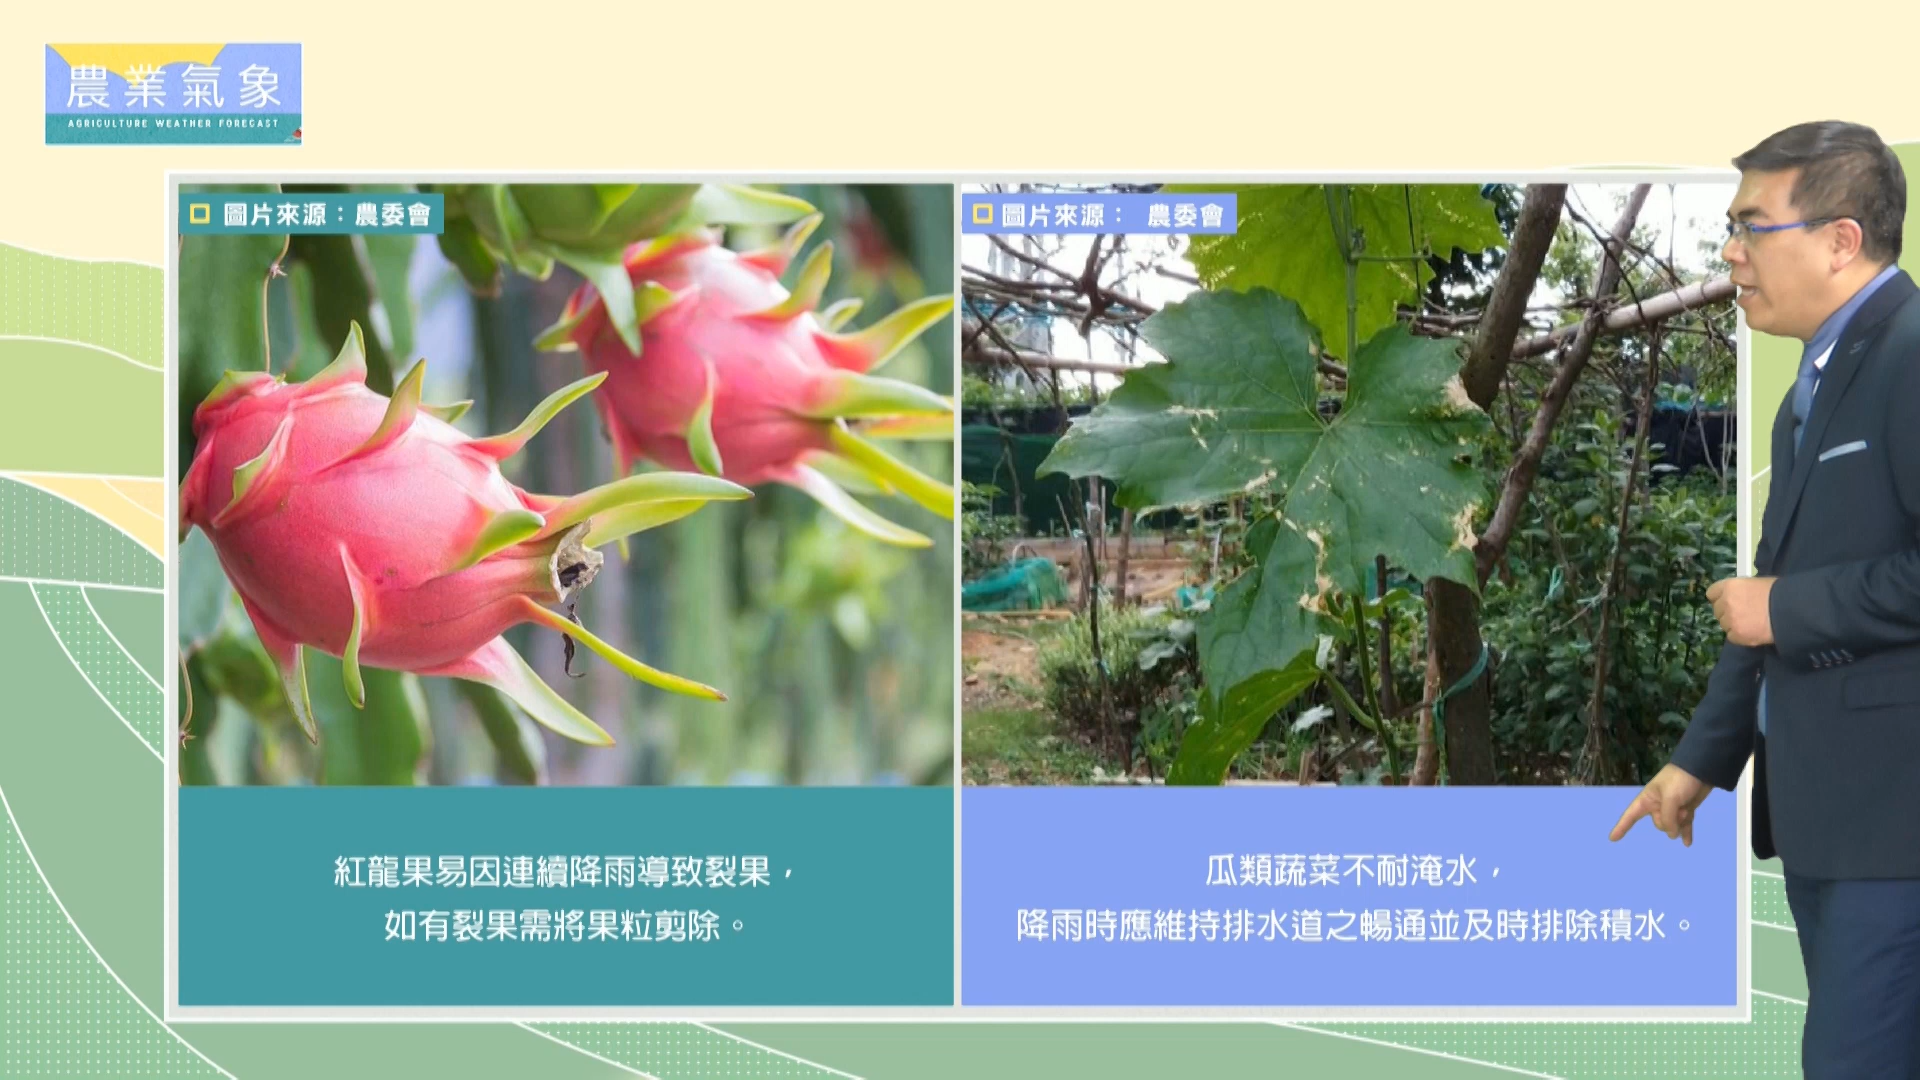 農業氣象
AGRICULTURE WEATHER FORECAST
圖片來源：農委會
圖片來源： 農委會
紅龍果易因連續降雨導致裂果，
如有裂果需將果粒剪除。
瓜類蔬菜不耐淹水，
降雨時應維持排水道之暢通並及時排除積水。